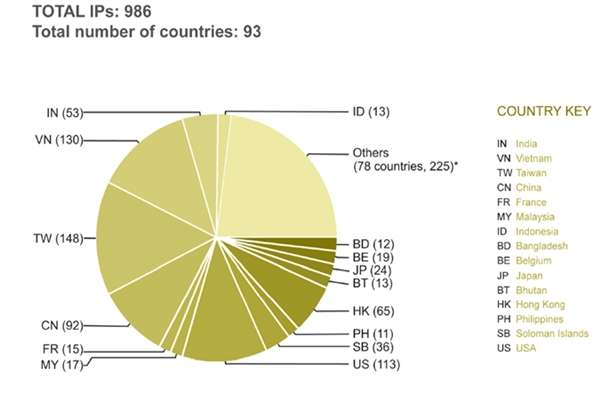 TOTAL IPs: 986
Total number of countries: 93
IN (53)
ID (13)
VN (130)
Others
(78 countries, 225)*
TW (148)
BD (12)
BE (19)
JP (24)
BT (13)
HK (65)
CN (92)
PH (11)
FR (15)
SB (36)
MY (17)
US (113)
COUNTRY KEY
IN India
VN Vietnam
TW Taiwan
CN China
FR France
MY Malaysia
ID Indonesia
BD Bangladesh
BE Belgium
JP Japan
BT Bhutan
HK Hong Kong
PH Philippines
SB Soloman Islands
US USA